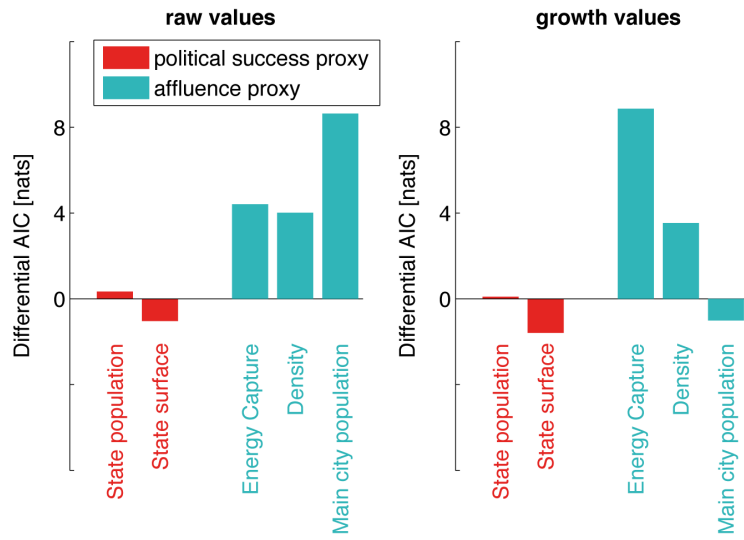 raw values
growth values
political success proxy
affluence proxy
Differential AIC [nats]
8
4
0
State population
State surface
Energy Capture
Density
Main city population
Differential AIC [nats]
8
4
0
State population
State surface
Energy Capture
Density
Main city population